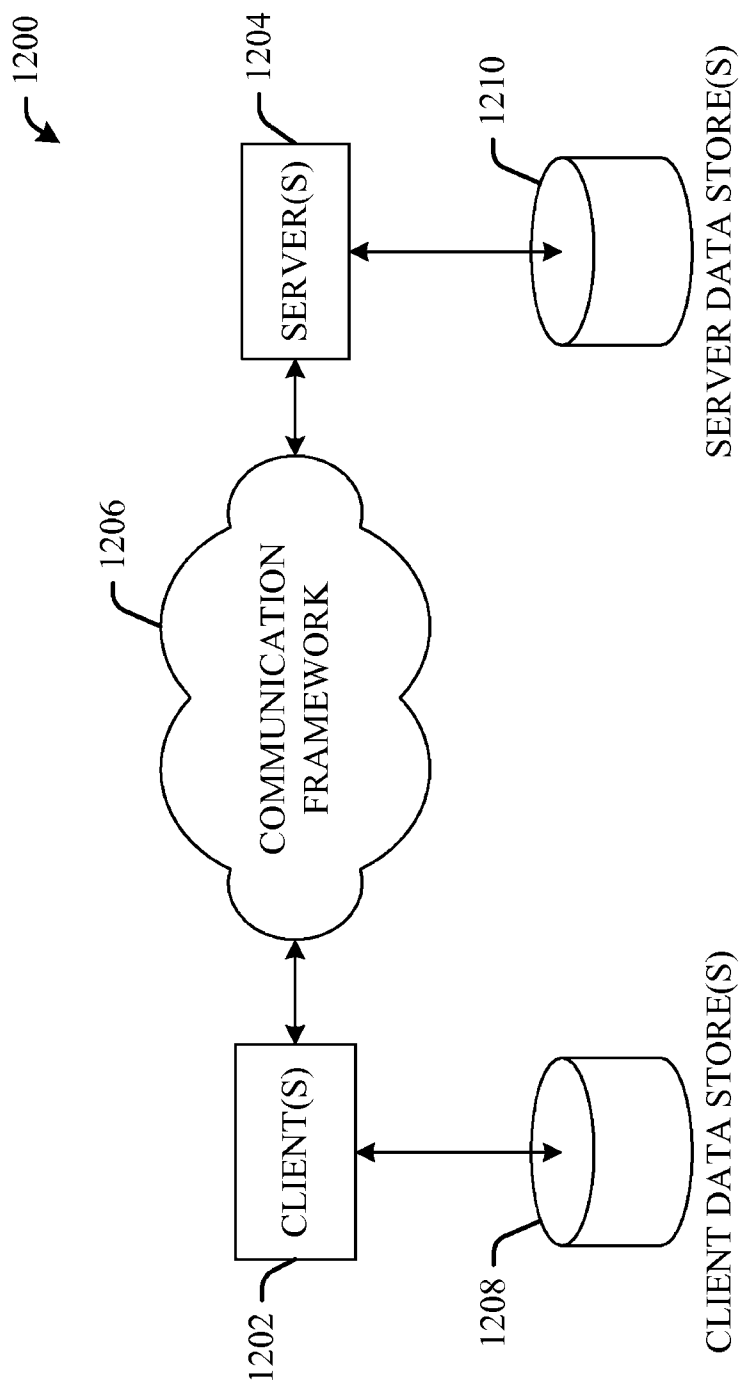 1200
1202
CLIENT(S)
1206
COMMUNICATION
FRAMEWORK
SERVER(S)
1204
1208
CLIENT DATA STORE(S)
1210
SERVER DATA STORE(S)